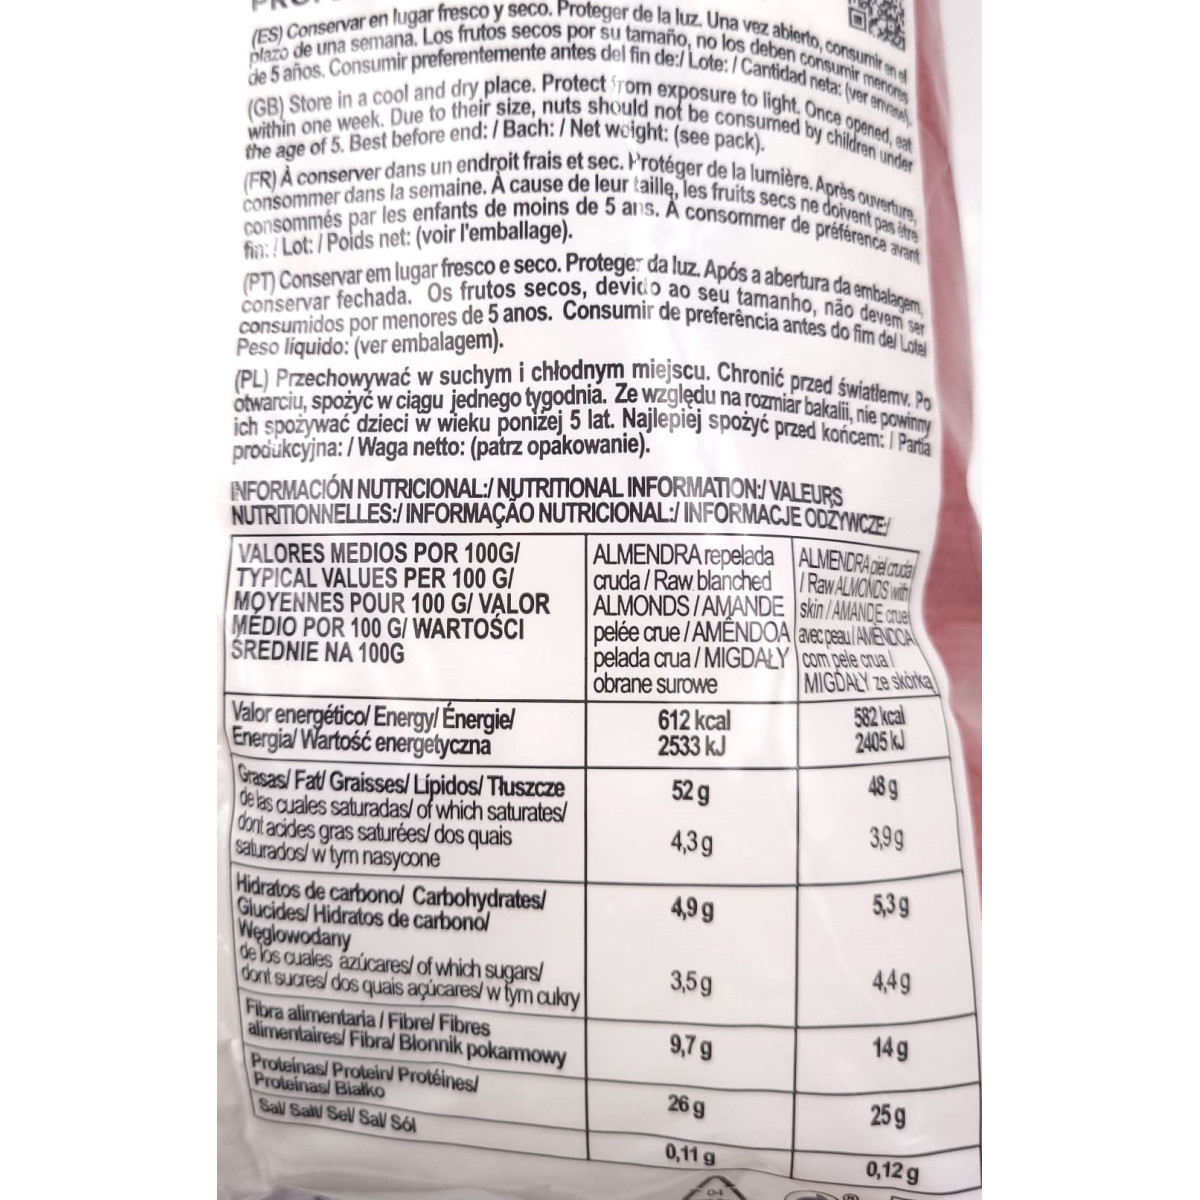 (ES) Conservar en lugar fresco y seco. Proteger de la luz. Una vez abierto, consumir en el
plazo de una semana. Los frutos secos por su tamaño, no los deben consumir menores
de 5 años. Consumir preferentemente antes del fin de:/ Lote: / Cantidad neta: (ver envase).
(GB) Store in a cool and dry place. Protect from exposure to light. Once opened, eat
within one week. Due to their size, nuts should not be consumed by children under
the age of 5. Best before end: / Bach: / Net weight: (see pack).
(FR) À conserver dans un endroit frais et sec. Protéger de la lumière. Après ouverture,
consommer dans la semaine. À cause de leur taille, les fruits secs ne doivent pas être
consommés par les enfants de moins de 5 ans. À consommer de préférence avant
fin: / Lot: / Poids net: (voir l'emballage).
(PT) Conservar em lugar fresco e seco. Proteger da luz. Após a abertura da embalagem,
conservar fechada. Os frutos secos, devido ao seu tamanho, não devem ser
consumidos por menores de 5 anos. Consumir de preferência antes do fim de/ Lote/
Peso líquido: (ver embalagem).
(PL) Przechowywać w suchym i chłodnym miejscu. Chronić przed światłemv. Po
otwarciu, spożyć w ciągu jednego tygodnia. Ze względu na rozmiar bakalii, nie powinny
ich spożywać dzieci w wieku poniżej 5 lat. Najlepiej spożyć przed końcem: / Partia
produkcyjna: / Waga netto: (patrz opakowanie).
INFORMACIÓN NUTRICIONAL:/ NUTRITIONAL INFORMATION:/ VALEURS
NUTRITIONNELLES:/ INFORMAÇÃO NUTRICIONAL:/ INFORMACJE ODŻYWCZE/
VALORES MEDIOS POR 100G/
TYPICAL VALUES PER 100 G/
MOYENNES POUR 100 G/ VALOR
MÉDIO POR 100 G/ WARTOŚCI
ŚREDNIE NA 100G
ALMENDRA repelada
cruda / Raw blanched
ALMONDS / AMANDE
pelée crue / AMÊNDOA
pelada crua / MIGDAŁY
obrane surowe
ALMENDRA piel cruda
/ Raw ALMONDS with
skin / AMANDE crue
avec peau / AMÊNDOA
com pele crua /
MIGDAŁY ze skórką
Valor energético/ Energy/ Énergie/
Energia/ Wartość energetyczna
612 kcal
2533 kJ
582 kcal
2405 kJ
Grasas/ Fat/ Graisses/ Lípidos/ Tłuszcze
de las cuales saturadas/ of which saturates/
dont acides gras saturées/ dos quais
saturados/ w tym nasycone
52 g
4,3 g
48 g
3,9 g
Hidratos de carbono/ Carbohydrates/
Glucides/ Hidratos de carbono/
Węglowodany
de los cuales azúcares/ of which sugars/
dont sucres/ dos quais açúcares/ w tym cukry
4,9 g
3,5 g
5,3 g
4,4 g
Fibra alimentaria / Fibre/ Fibres
alimentaires/ Fibra/ Błonnik pokarmowy
9,7 g
14 g
Proteínas/ Protein/ Protéines/
Proteínas/ Białko
26 g
25 g
Sal/ Salt/ Sel/ Sal/ Sól
0,11 g
0,12 g
04